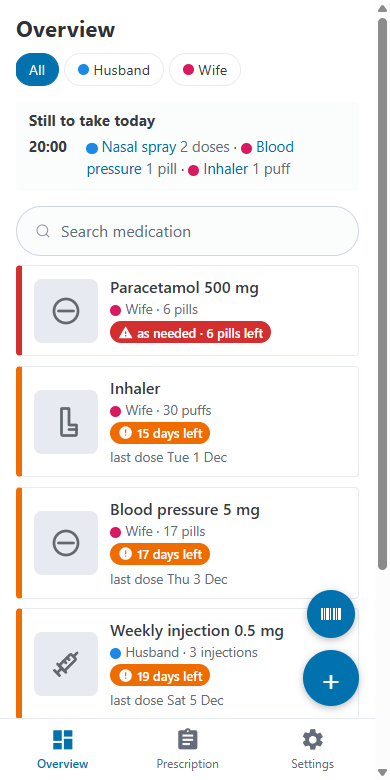 Overview
All
Husband
Wife
Still to take today
20:00 Nasal spray 2 doses · Blood
pressure 1 pill · Inhaler 1 puff
Search medication
Paracetamol 500 mg
Wife · 6 pills
as needed · 6 pills left
Inhaler
Wife · 30 puffs
15 days left
last dose Tue 1 Dec
Blood pressure 5 mg
Wife · 17 pills
17 days left
last dose Thu 3 Dec
Weekly injection 0.5 mg
Husband · 3 injections
19 days left
last dose Sat 5 Dec
Overview
Prescription
Settings